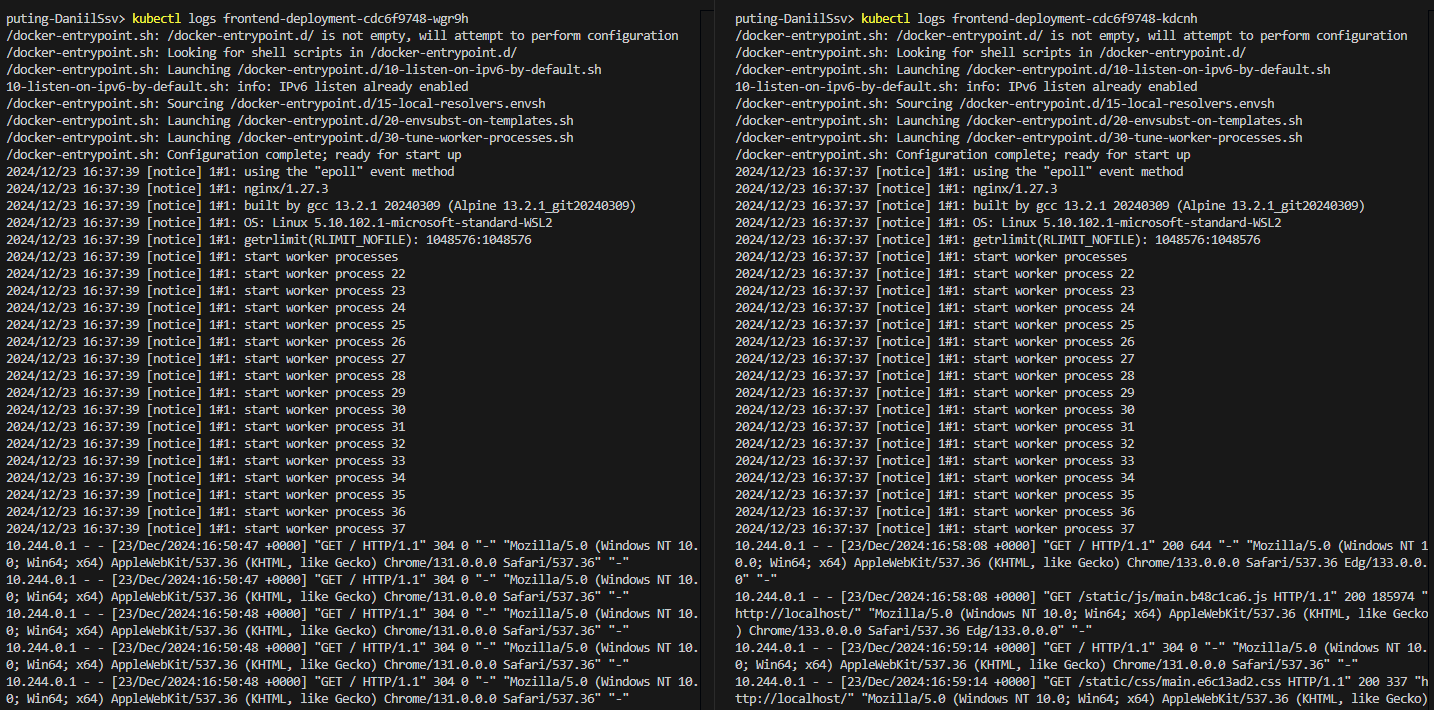 puting-DaniilSsv> kubectl logs frontend-deployment-cdc6f9748-wgr9h
/docker-entrypoint.sh: /docker-entrypoint.d/ is not empty, will attempt to perform configuration
/docker-entrypoint.sh: Looking for shell scripts in /docker-entrypoint.d/
/docker-entrypoint.sh: Launching /docker-entrypoint.d/10-listen-on-ipv6-by-default.sh
10-listen-on-ipv6-by-default.sh: info: IPv6 listen already enabled
/docker-entrypoint.sh: Sourcing /docker-entrypoint.d/15-local-resolvers.envsh
/docker-entrypoint.sh: Launching /docker-entrypoint.d/20-envsubst-on-templates.sh
/docker-entrypoint.sh: Launching /docker-entrypoint.d/30-tune-worker-processes.sh
/docker-entrypoint.sh: Configuration complete; ready for start up
2024/12/23 16:37:39 [notice] 1#1: using the "epoll" event method
2024/12/23 16:37:39 [notice] 1#1: nginx/1.27.3
2024/12/23 16:37:39 [notice] 1#1: built by gcc 13.2.1 20240309 (Alpine 13.2.1_git20240309)
2024/12/23 16:37:39 [notice] 1#1: OS: Linux 5.10.102.1-microsoft-standard-WSL2
2024/12/23 16:37:39 [notice] 1#1: getrlimit(RLIMIT_NOFILE): 1048576:1048576
2024/12/23 16:37:39 [notice] 1#1: start worker processes
2024/12/23 16:37:39 [notice] 1#1: start worker process 22
2024/12/23 16:37:39 [notice] 1#1: start worker process 23
2024/12/23 16:37:39 [notice] 1#1: start worker process 24
2024/12/23 16:37:39 [notice] 1#1: start worker process 25
2024/12/23 16:37:39 [notice] 1#1: start worker process 26
2024/12/23 16:37:39 [notice] 1#1: start worker process 27
2024/12/23 16:37:39 [notice] 1#1: start worker process 28
2024/12/23 16:37:39 [notice] 1#1: start worker process 29
2024/12/23 16:37:39 [notice] 1#1: start worker process 30
2024/12/23 16:37:39 [notice] 1#1: start worker process 31
2024/12/23 16:37:39 [notice] 1#1: start worker process 32
2024/12/23 16:37:39 [notice] 1#1: start worker process 33
2024/12/23 16:37:39 [notice] 1#1: start worker process 34
2024/12/23 16:37:39 [notice] 1#1: start worker process 35
2024/12/23 16:37:39 [notice] 1#1: start worker process 36
2024/12/23 16:37:39 [notice] 1#1: start worker process 37
10.244.0.1 - - [23/Dec/2024:16:50:47 +0000] "GET / HTTP/1.1" 304 0 "-" "Mozilla/5.0 (Windows NT 10.
0; Win64; x64) AppleWebKit/537.36 (KHTML, like Gecko) Chrome/131.0.0.0 Safari/537.36" "-"
10.244.0.1 - - [23/Dec/2024:16:50:47 +0000] "GET / HTTP/1.1" 304 0 "-" "Mozilla/5.0 (Windows NT 10.
0; Win64; x64) AppleWebKit/537.36 (KHTML, like Gecko) Chrome/131.0.0.0 Safari/537.36" "-"
10.244.0.1 - - [23/Dec/2024:16:50:48 +0000] "GET / HTTP/1.1" 304 0 "-" "Mozilla/5.0 (Windows NT 10.
0; Win64; x64) AppleWebKit/537.36 (KHTML, like Gecko) Chrome/131.0.0.0 Safari/537.36" "-"
10.244.0.1 - - [23/Dec/2024:16:50:48 +0000] "GET / HTTP/1.1" 304 0 "-" "Mozilla/5.0 (Windows NT 10.
0; Win64; x64) AppleWebKit/537.36 (KHTML, like Gecko) Chrome/131.0.0.0 Safari/537.36" "-"
10.244.0.1 - - [23/Dec/2024:16:50:48 +0000] "GET / HTTP/1.1" 304 0 "-" "Mozilla/5.0 (Windows NT 10.
0; Win64; x64) AppleWebKit/537.36 (KHTML, like Gecko) Chrome/131.0.0.0 Safari/537.36" "-"
puting-DaniilSsv> kubectl logs frontend-deployment-cdc6f9748-kdcnh
/docker-entrypoint.sh: /docker-entrypoint.d/ is not empty, will attempt to perform configuration
/docker-entrypoint.sh: Looking for shell scripts in /docker-entrypoint.d/
/docker-entrypoint.sh: Launching /docker-entrypoint.d/10-listen-on-ipv6-by-default.sh
10-listen-on-ipv6-by-default.sh: info: IPv6 listen already enabled
/docker-entrypoint.sh: Sourcing /docker-entrypoint.d/15-local-resolvers.envsh
/docker-entrypoint.sh: Launching /docker-entrypoint.d/20-envsubst-on-templates.sh
/docker-entrypoint.sh: Launching /docker-entrypoint.d/30-tune-worker-processes.sh
/docker-entrypoint.sh: Configuration complete; ready for start up
2024/12/23 16:37:37 [notice] 1#1: using the "epoll" event method
2024/12/23 16:37:37 [notice] 1#1: nginx/1.27.3
2024/12/23 16:37:37 [notice] 1#1: built by gcc 13.2.1 20240309 (Alpine 13.2.1_git20240309)
2024/12/23 16:37:37 [notice] 1#1: OS: Linux 5.10.102.1-microsoft-standard-WSL2
2024/12/23 16:37:37 [notice] 1#1: getrlimit(RLIMIT_NOFILE): 1048576:1048576
2024/12/23 16:37:37 [notice] 1#1: start worker processes
2024/12/23 16:37:37 [notice] 1#1: start worker process 22
2024/12/23 16:37:37 [notice] 1#1: start worker process 23
2024/12/23 16:37:37 [notice] 1#1: start worker process 24
2024/12/23 16:37:37 [notice] 1#1: start worker process 25
2024/12/23 16:37:37 [notice] 1#1: start worker process 26
2024/12/23 16:37:37 [notice] 1#1: start worker process 27
2024/12/23 16:37:37 [notice] 1#1: start worker process 28
2024/12/23 16:37:37 [notice] 1#1: start worker process 29
2024/12/23 16:37:37 [notice] 1#1: start worker process 30
2024/12/23 16:37:37 [notice] 1#1: start worker process 31
2024/12/23 16:37:37 [notice] 1#1: start worker process 32
2024/12/23 16:37:37 [notice] 1#1: start worker process 33
2024/12/23 16:37:37 [notice] 1#1: start worker process 34
2024/12/23 16:37:37 [notice] 1#1: start worker process 35
2024/12/23 16:37:37 [notice] 1#1: start worker process 36
2024/12/23 16:37:37 [notice] 1#1: start worker process 37
10.244.0.1 - - [23/Dec/2024:16:58:08 +0000] "GET / HTTP/1.1" 200 644 "-" "Mozilla/5.0 (Windows NT 1
0.0; Win64; x64) AppleWebKit/537.36 (KHTML, like Gecko) Chrome/133.0.0.0 Safari/537.36 Edg/133.0.0.
0" "-"
10.244.0.1 - - [23/Dec/2024:16:58:08 +0000] "GET /static/js/main.b48c1ca6.js HTTP/1.1" 200 185974 "
http://localhost/" "Mozilla/5.0 (Windows NT 10.0; Win64; x64) AppleWebKit/537.36 (KHTML, like Gecko
) Chrome/133.0.0.0 Safari/537.36 Edg/133.0.0.0" "-"
10.244.0.1 - - [23/Dec/2024:16:59:14 +0000] "GET / HTTP/1.1" 304 0 "-" "Mozilla/5.0 (Windows NT 10.
0; Win64; x64) AppleWebKit/537.36 (KHTML, like Gecko) Chrome/131.0.0.0 Safari/537.36" "-"
10.244.0.1 - - [23/Dec/2024:16:59:14 +0000] "GET /static/css/main.e6c13ad2.css HTTP/1.1" 200 337 "h
ttp://localhost/" "Mozilla/5.0 (Windows NT 10.0; Win64; x64) AppleWebKit/537.36 (KHTML, like Gecko)